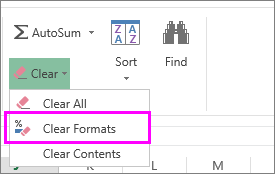 AutoSum
A Z
Z A
Clear
Sort
Find
Clear All
% Clear Formats
Clear Contents
K
L
M